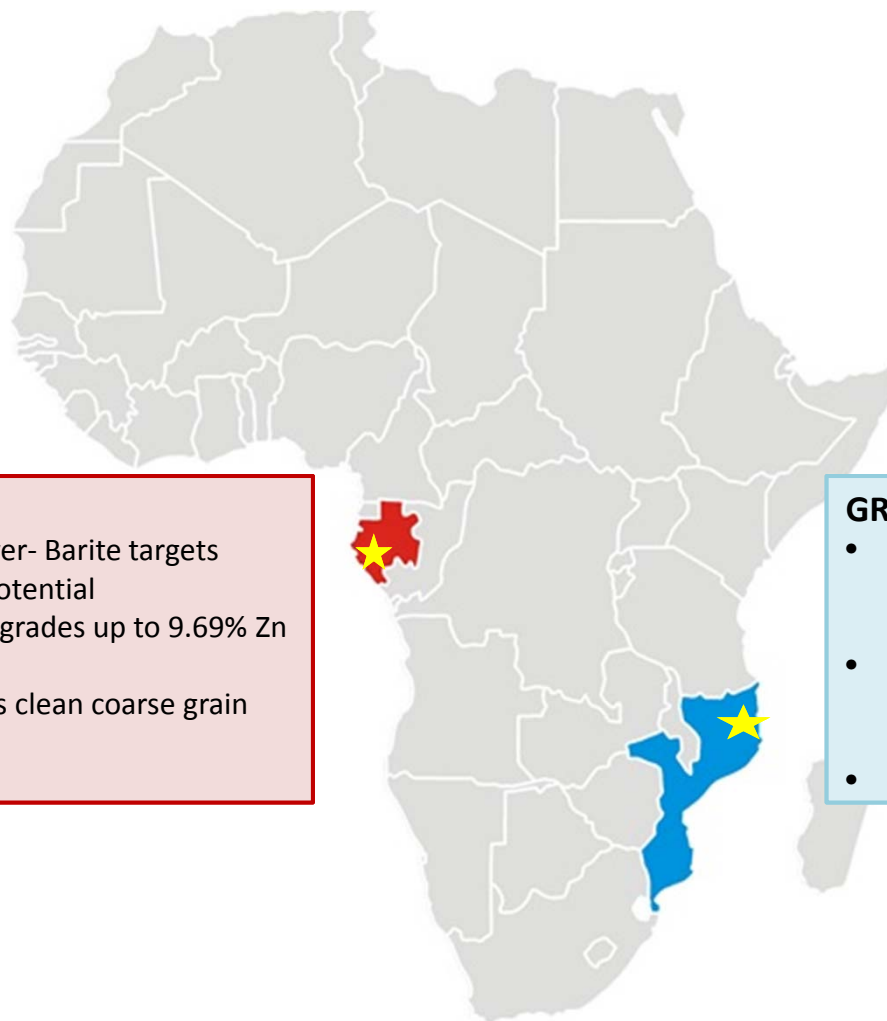 er- Barite targets
otential
grades up to 9.69% Zn
s clean coarse grain
GR
•
•
•